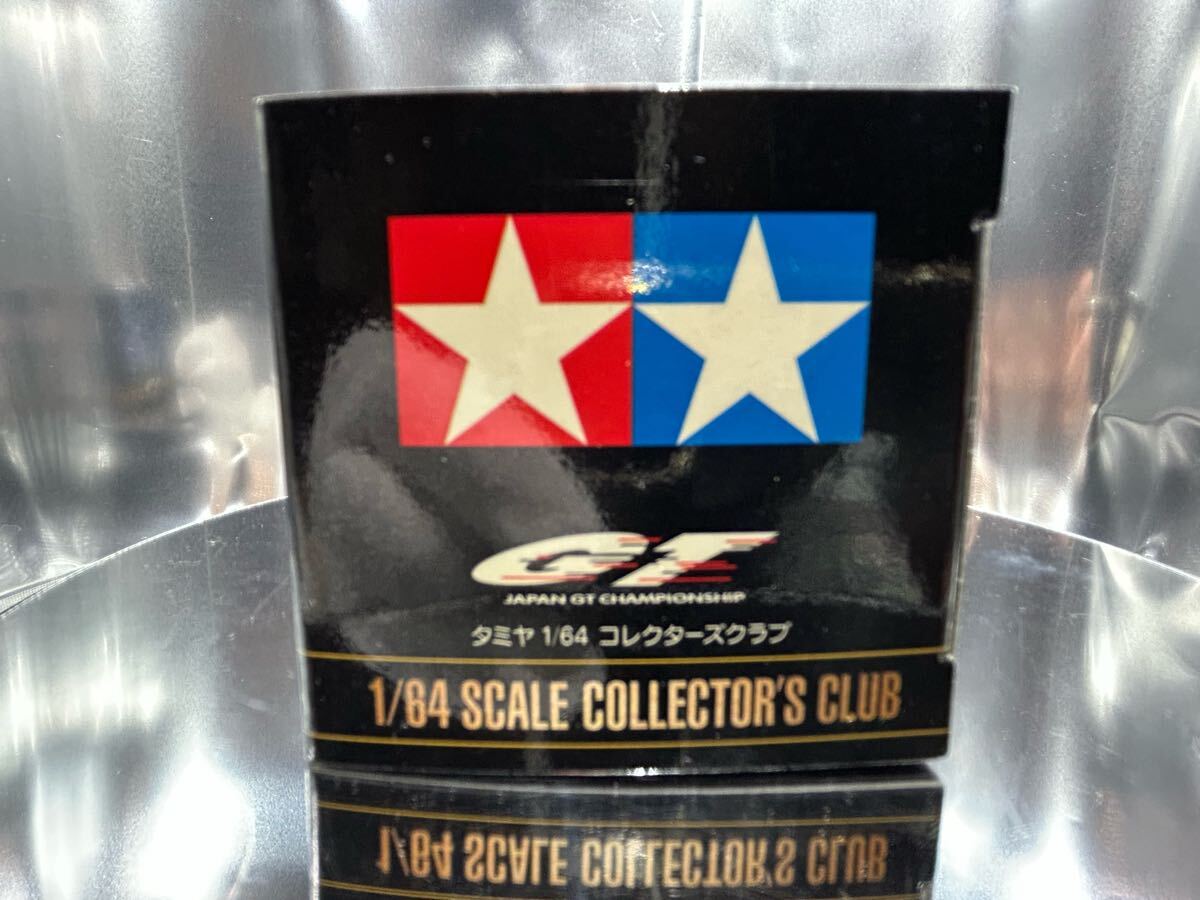 GT
JAPAN GT CHAMPIONSHIP
タミヤ 1/64 コレクターズクラブ
1/64 SCALE COLLECTOR'S CLUB
1/64 SCALE COLLECTOR'S CLUB